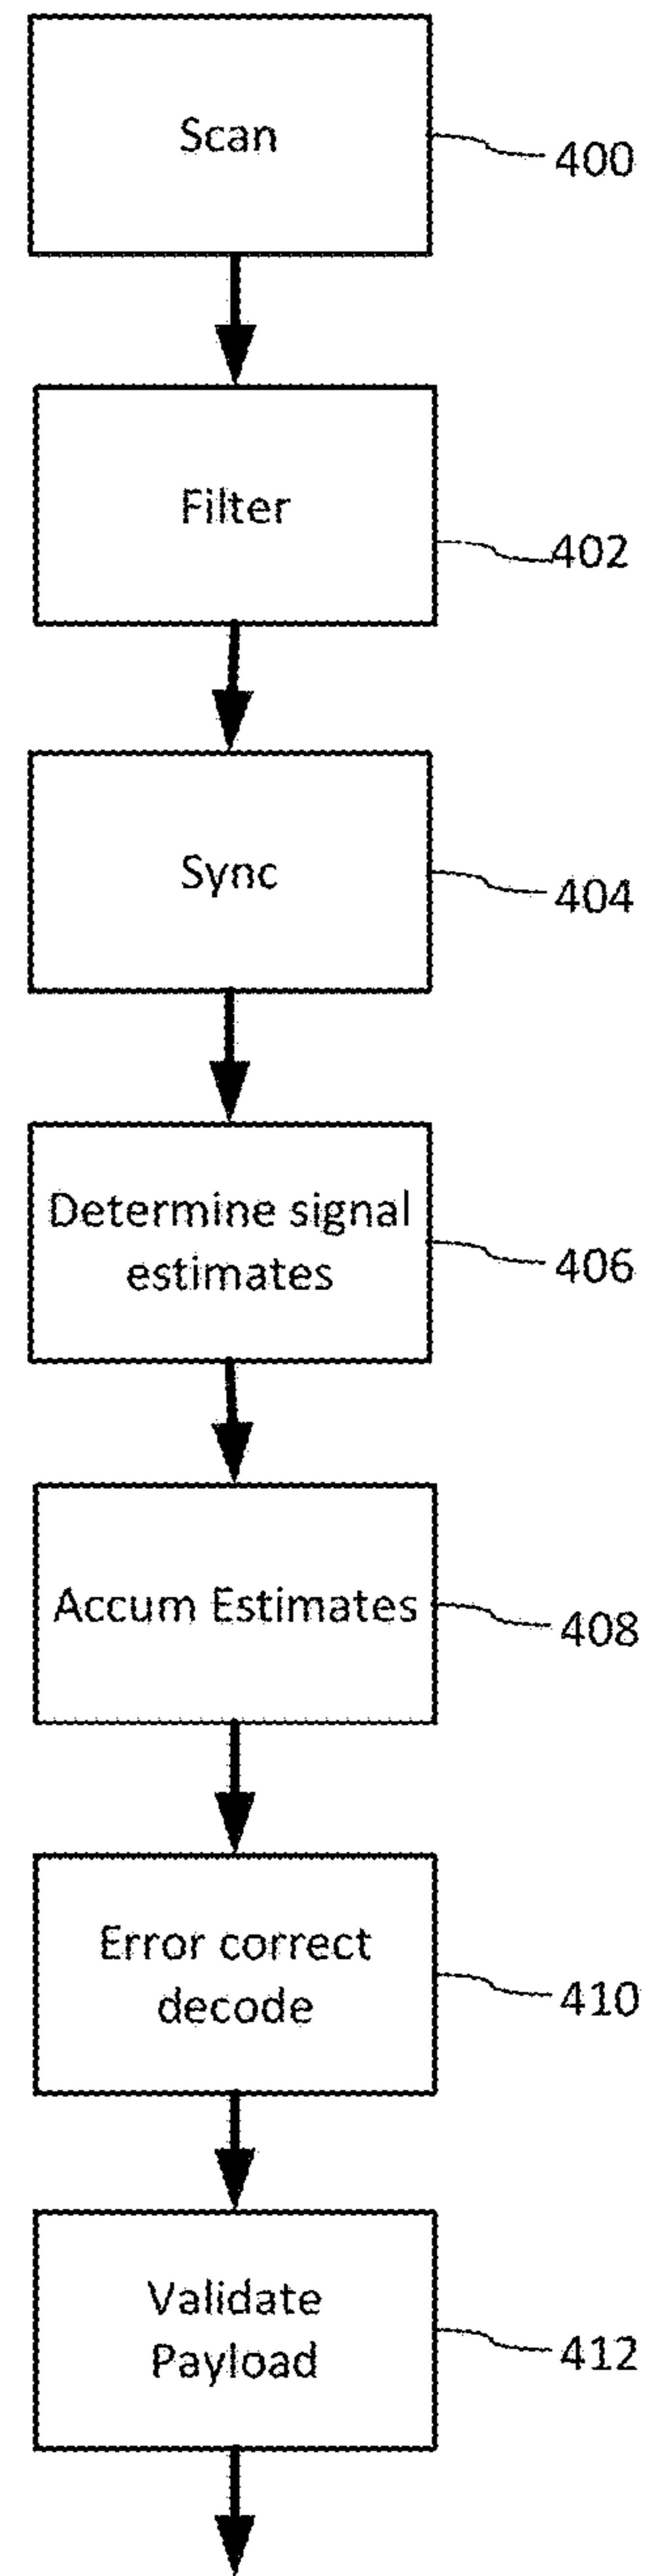 Scan
400
Filter
402
Sync
404
Determine signal
estimates
406
Accum Estimates
408
Error correct
decode
410
Validate
Payload
412